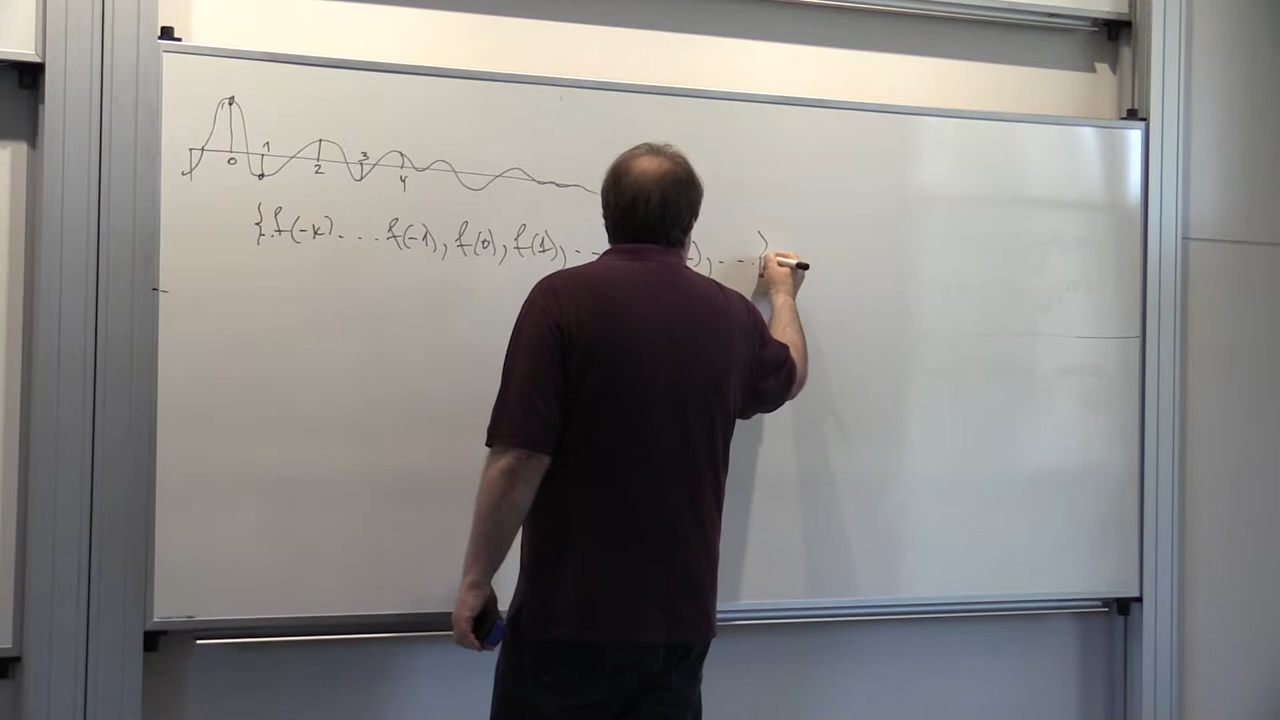 0 1 2 3 4
{f(-k) . . . f(-1), f(0), f(1), - - ), - - . }